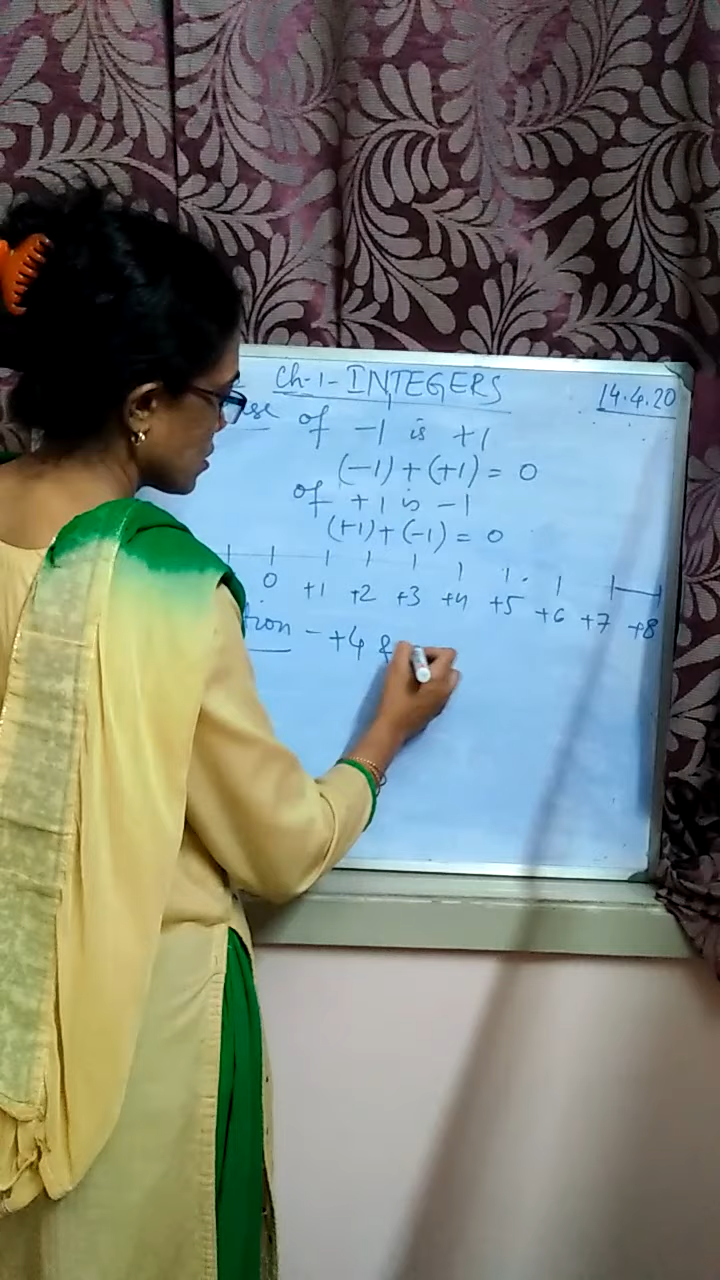 Ch-1-INTEGERS 14.4.20
of -1 is +1
(-1)+(+1)= 0
of +1 is -1
(+1)+(-1) = 0
0 +1 +2 +3 +4 +5 +6 +7 +8
tion - +4 &